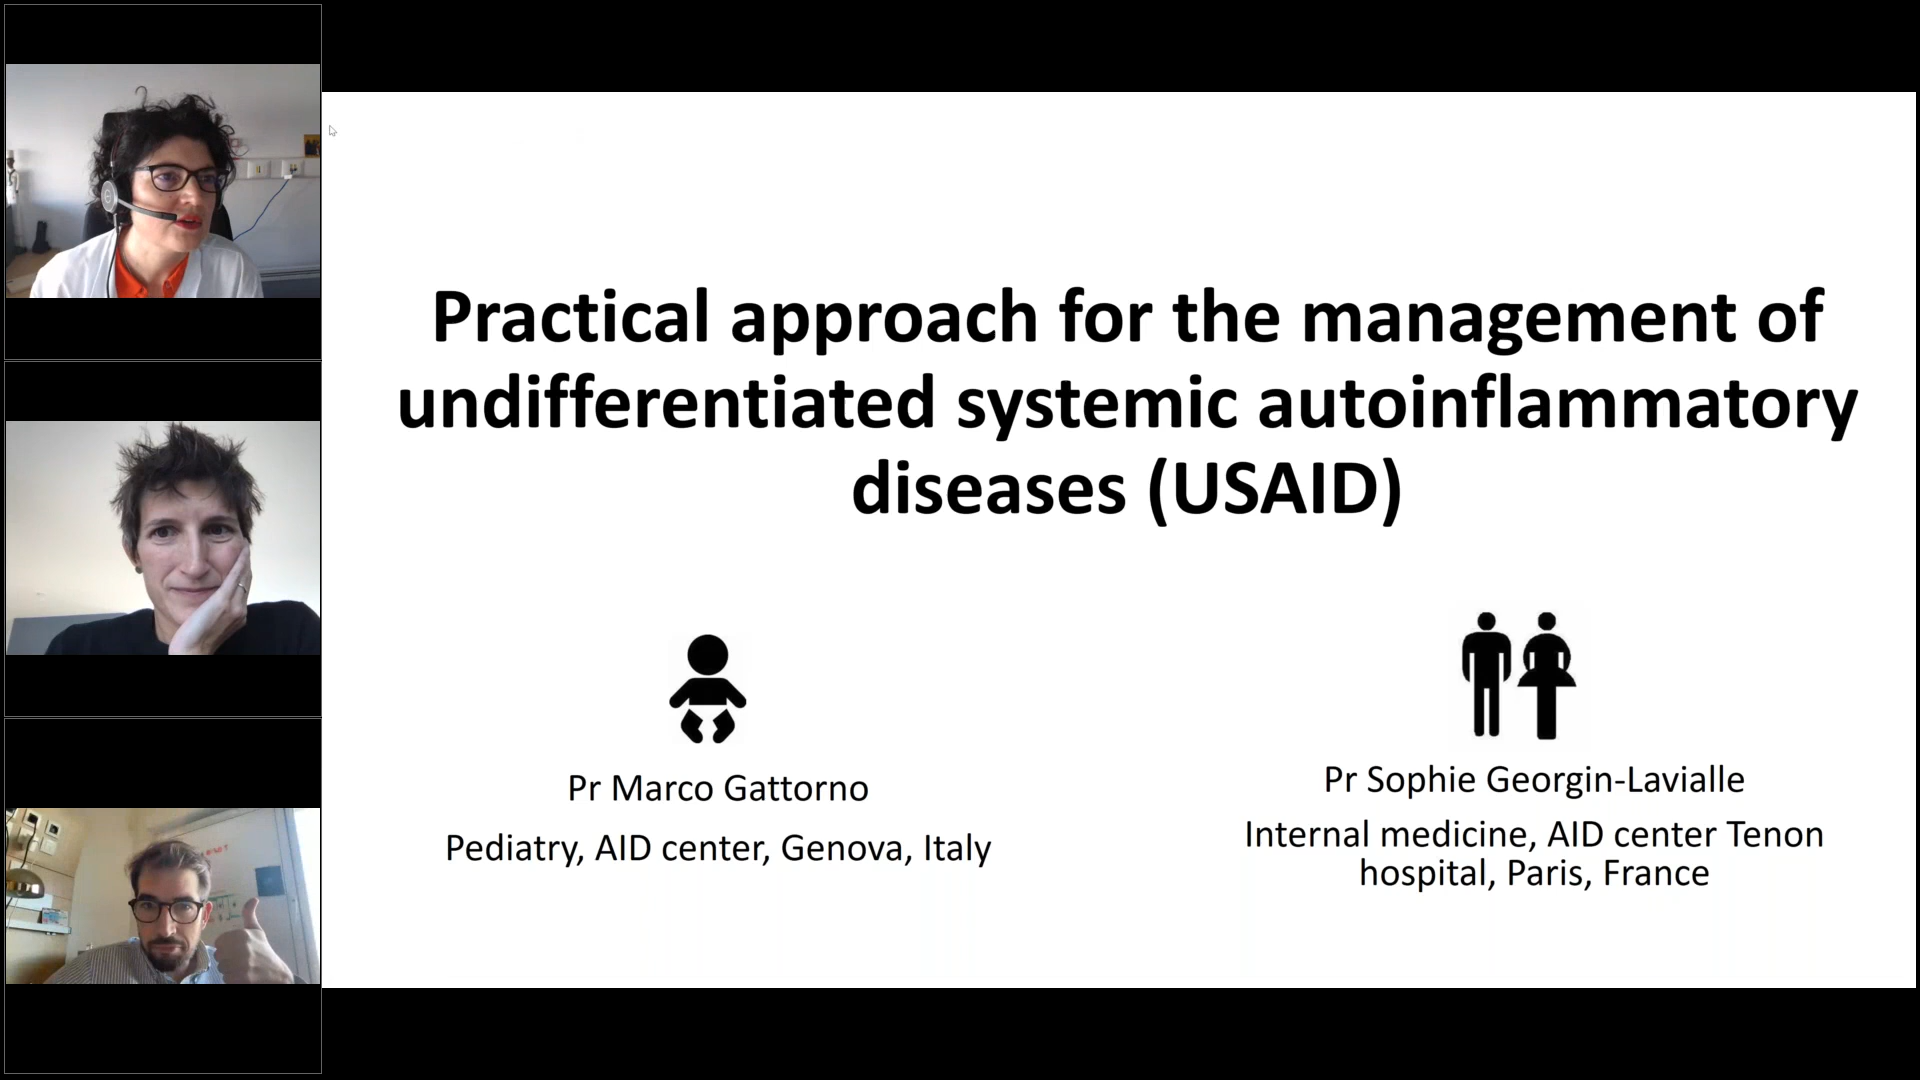 Practical approach for the management of
undifferentiated systemic autoinflammatory
diseases (USAID)
Pr Marco Gattorno
Pediatry, AID center, Genova, Italy
Pr Sophie Georgin-Lavialle
Internal medicine, AID center Tenon
hospital, Paris, France